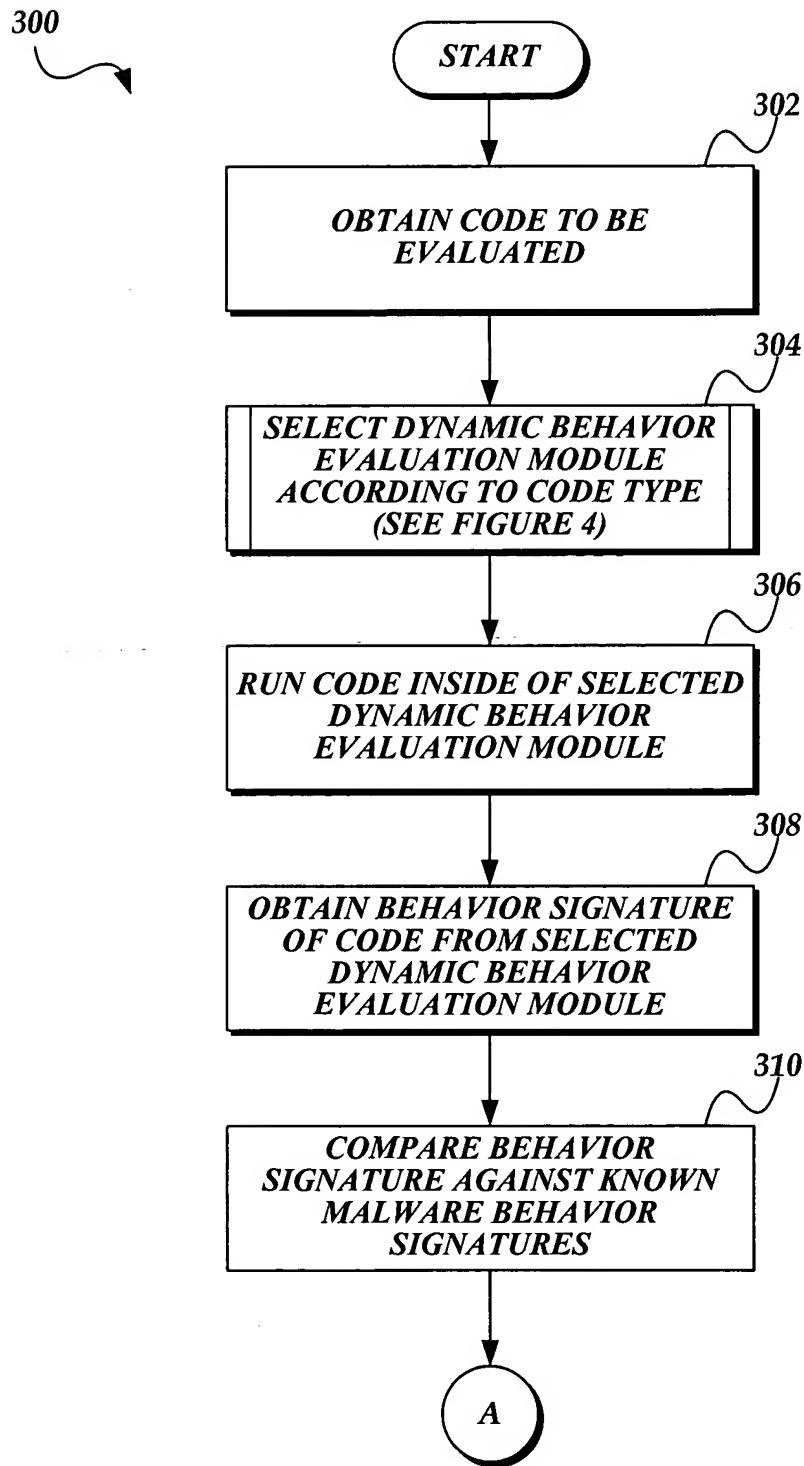 300
START
302
OBTAIN CODE TO BE
EVALUATED
304
SELECT DYNAMIC BEHAVIOR
EVALUATION MODULE
ACCORDING TO CODE TYPE
(SEE FIGURE 4)
306
RUN CODE INSIDE OF SELECTED
DYNAMIC BEHAVIOR
EVALUATION MODULE
308
OBTAIN BEHAVIOR SIGNATURE
OF CODE FROM SELECTED
DYNAMIC BEHAVIOR
EVALUATION MODULE
310
COMPARE BEHAVIOR
SIGNATURE AGAINST KNOWN
MALWARE BEHAVIOR
SIGNATURES
A